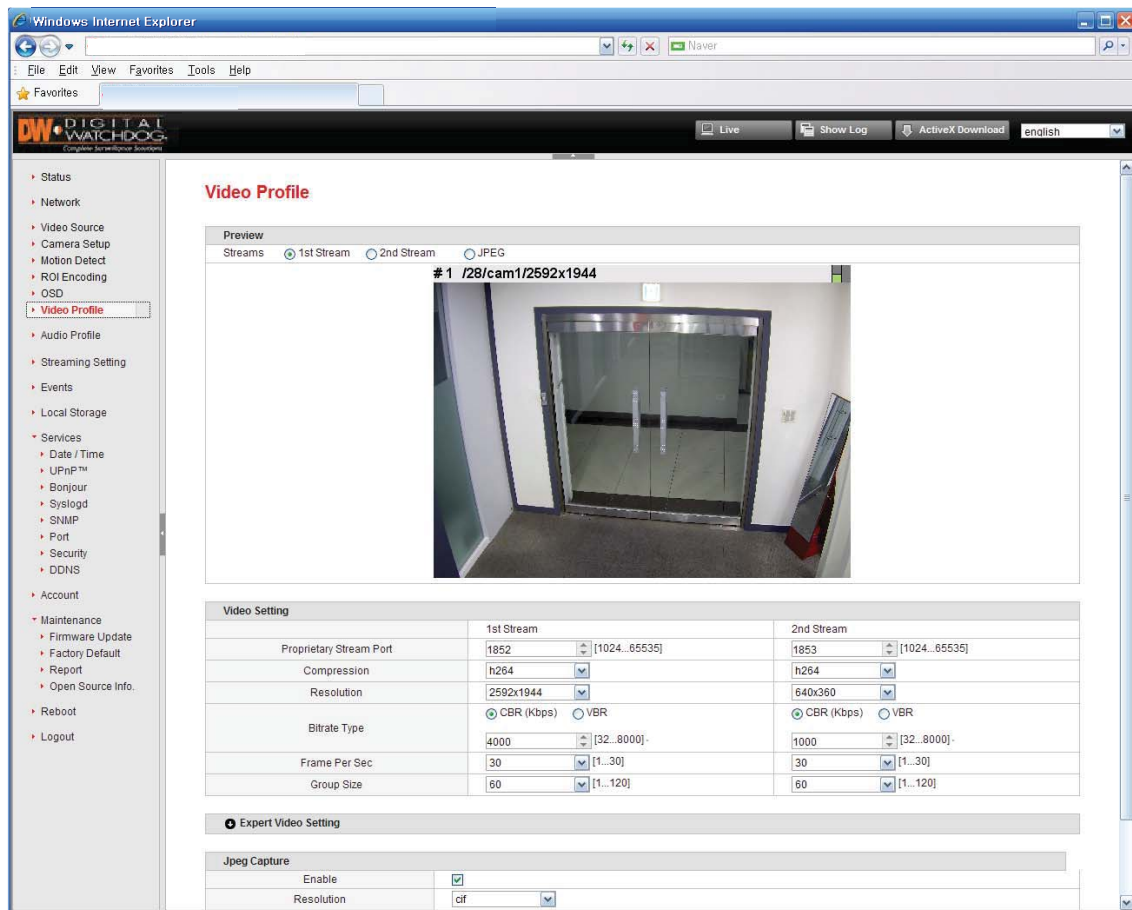 Windows Internet Explorer
Naver
File Edit View Favorites Tools Help
Favorites
DW DIGITAL WATCHDOG
Complete Surveillance Solutions
Live Show Log ActiveX Download english
Status
Network
Video Source
Camera Setup
Motion Detect
ROI Encoding
OSD
Video Profile
Audio Profile
Streaming Setting
Events
Local Storage
Services
Date / Time
UPnP™
Bonjour
Syslogd
SNMP
Port
Security
DDNS
Account
Maintenance
Firmware Update
Factory Default
Report
Open Source Info.
Reboot
Logout
Video Profile
Preview
Streams 1st Stream 2nd Stream JPEG
# 1 /28/cam1/2592x1944
Video Setting
1st Stream 2nd Stream
Proprietary Stream Port 1852 [1024...65535] 1853 [1024...65535]
Compression h264 h264
Resolution 2592x1944 640x360
Bitrate Type CBR (Kbps) VBR CBR (Kbps) VBR
4000 [32...8000] 1000 [32...8000]
Frame Per Sec 30 [1...30] 30 [1...30]
Group Size 60 [1...120] 60 [1...120]
Expert Video Setting
Jpeg Capture
Enable
Resolution cif